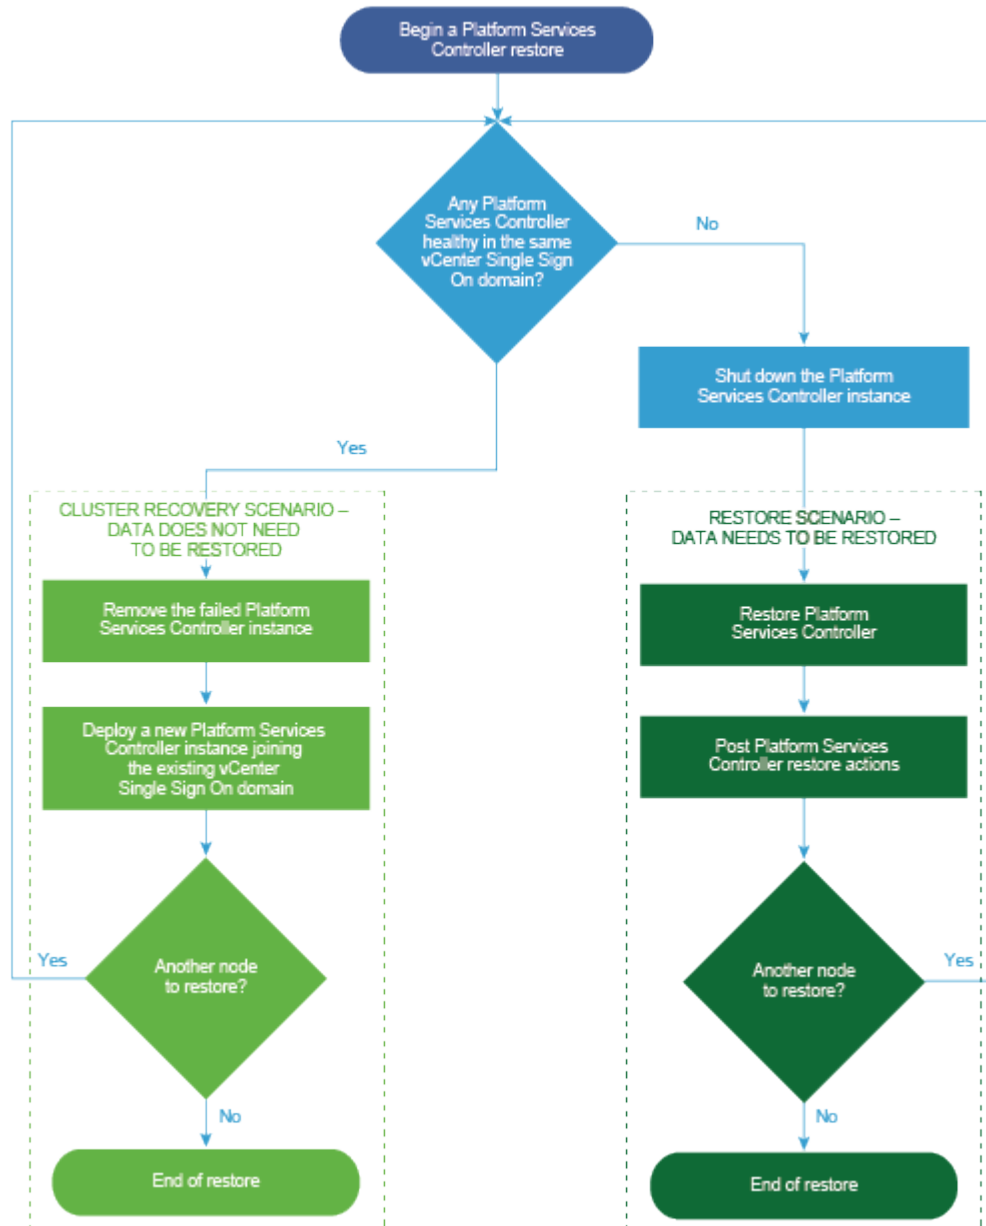 Begin a Platform Services
Controller restore
Any Platform
Services Controller
healthy in the same
vCenter Single Sign
On domain?
No
Shut down the Platform
Services Controller instance
Yes
CLUSTER RECOVERY SCENARIO –
DATA DOES NOT NEED
TO BE RESTORED
RESTORE SCENARIO –
DATA NEEDS TO BE RESTORED
Remove the failed Platform
Services Controller instance
Restore Platform
Services Controller
Deploy a new Platform Services
Controller instance joining
the existing vCenter
Single Sign On domain
Post Platform Services
Controller restore actions
Yes
Another node
to restore?
Another node
to restore?
Yes
No
No
End of restore
End of restore